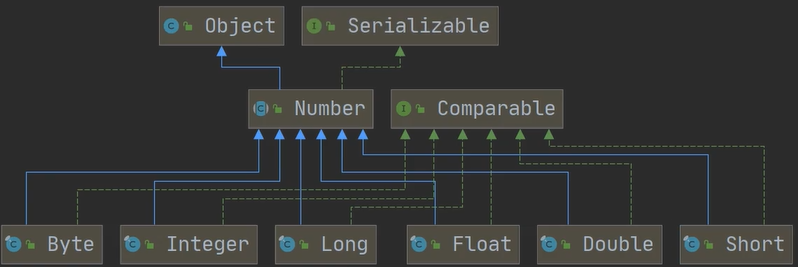 Object Serializable
Number Comparable
Byte Integer Long Float Double Short